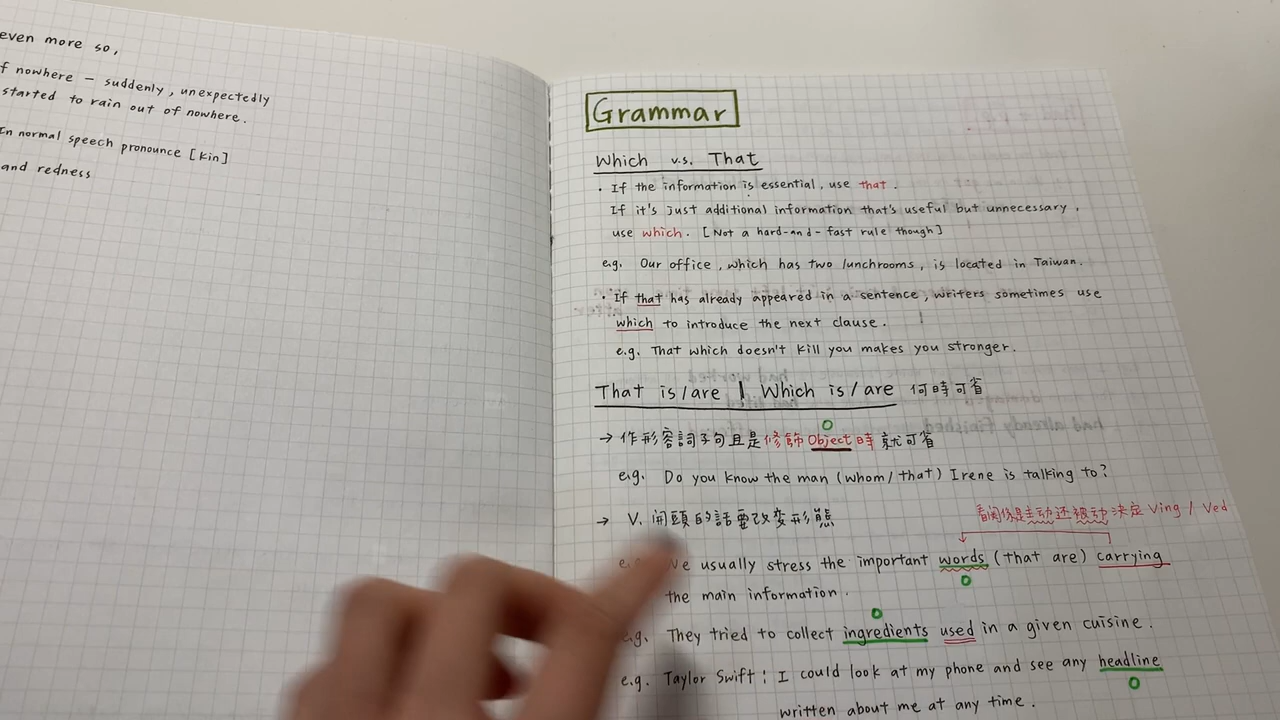 even more so,
f nowhere - suddenly, unexpectedly
started to rain out of nowhere.
In normal speech pronounce [kin]
and redness
Grammar
Which v.s. That
· If the information is essential, use that.
If it's just additional information that's useful but unnecessary,
use which. [Not a hard-and-fast rule though]
e.g. Our office, which has two lunchrooms, is located in Taiwan.
· If that has already appeared in a sentence, writers sometimes use
which to introduce the next clause.
e.g. That which doesn't kill you makes you stronger.
That is/are | Which is/are 何時可省
→ 作形容詞子句且是修飾Object時就可省
e.g. Do you know the man (whom/that) Irene is talking to?
看關係是主动还被动決定 Ving / Ved
→ V. 開頭的話要改变形態
We usually stress the important words (that are) carrying
the main information.
e.g. They tried to collect ingredients used in a given cuisine.
e.g. Taylor Swift: I could look at my phone and see any headline
written about me at any time.